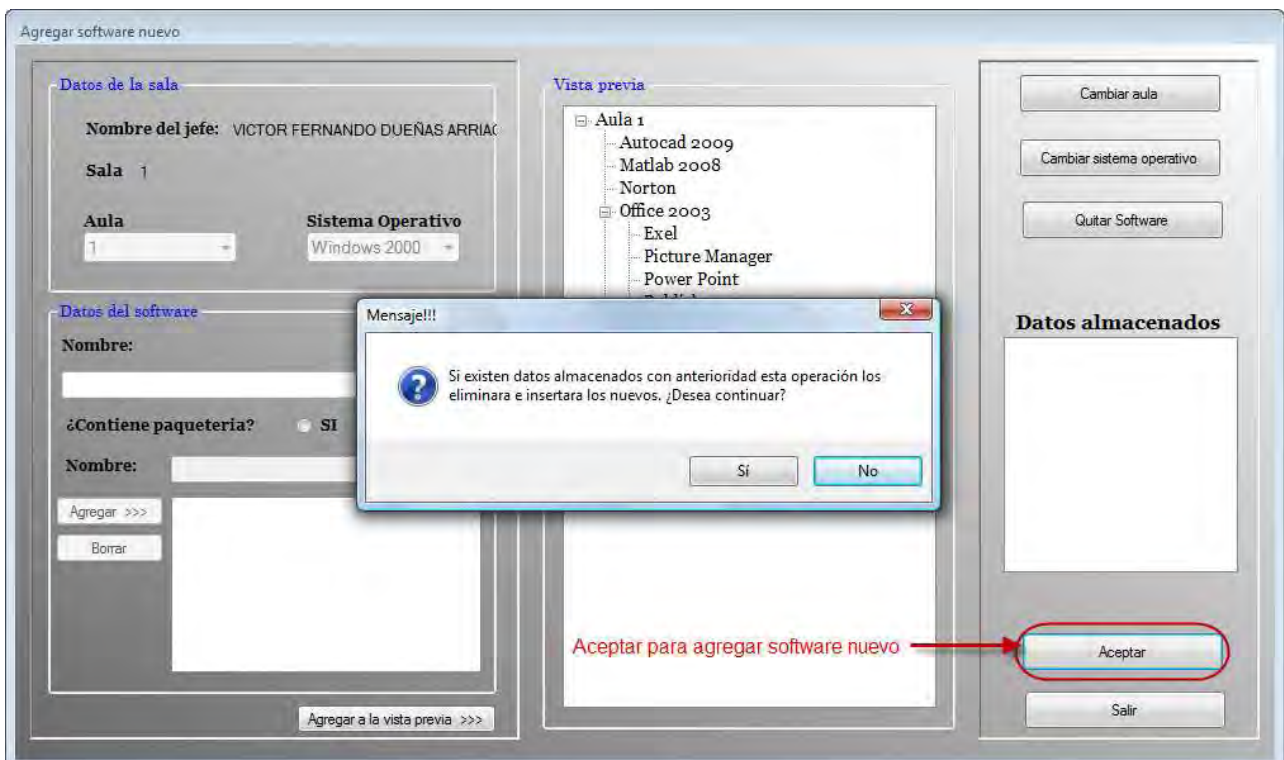 Agregar software nuevo
Datos de la sala
Nombre del jefe: VICTOR FERNANDO DUEÑAS ARRIAC
Sala 1
Aula
Sistema Operativo
1
Windows 2000
Datos del software
Nombre:
¿Contiene paqueteria? SI
Nombre:
Agregar >>>
Borrar
Agregar a la vista previa >>>
Vista previa
Aula 1
Autocad 2009
Matlab 2008
Norton
Office 2003
Exel
Picture Manager
Power Point
Mensaje!!!
Si existen datos almacenados con anterioridad esta operación los
eliminara e insertara los nuevos. ¿Desea continuar?
Sí
No
Aceptar para agregar software nuevo
Cambiar aula
Cambiar sistema operativo
Quitar Software
Datos almacenados
Aceptar
Salir